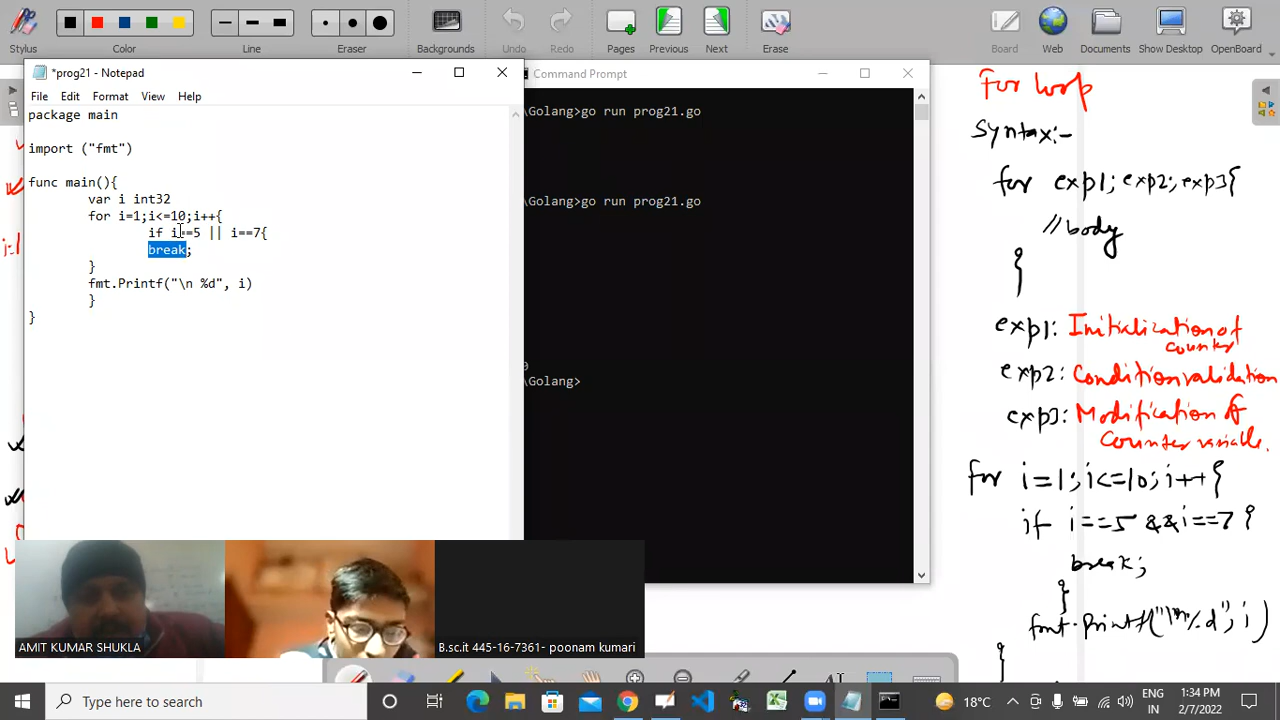 Stylus
Color
Line
Eraser
Backgrounds
Undo
Redo
Pages
Previous
Next
Erase
Board
Web
Documents
Show Desktop
OpenBoard
*prog21 - Notepad
File Edit Format View Help
package main
import ("fmt")
func main(){
var i int32
for i=1;i<=10;i++{
if i==5 || i==7{
break;
}
fmt.Printf("\n %d", i)
}
}
Command Prompt
\Golang>go run prog21.go
\Golang>go run prog21.go
0
\Golang>
For loop
Syntax:-
for exp1; exp2; exp3{
//body
}
exp1: Initialization of
counter
exp2: Condition validation
exp3: Modification of
Counter variable.
for i=1; i<=10; i++ {
if i==5 && i==7 {
break;
}
fmt.Printf("\n%d", i)
}
AMIT KUMAR SHUKLA
B.sc.it 445-16-7361- poonam kumari
Type here to search
18°C
ENG
IN
1:34 PM
2/7/2022